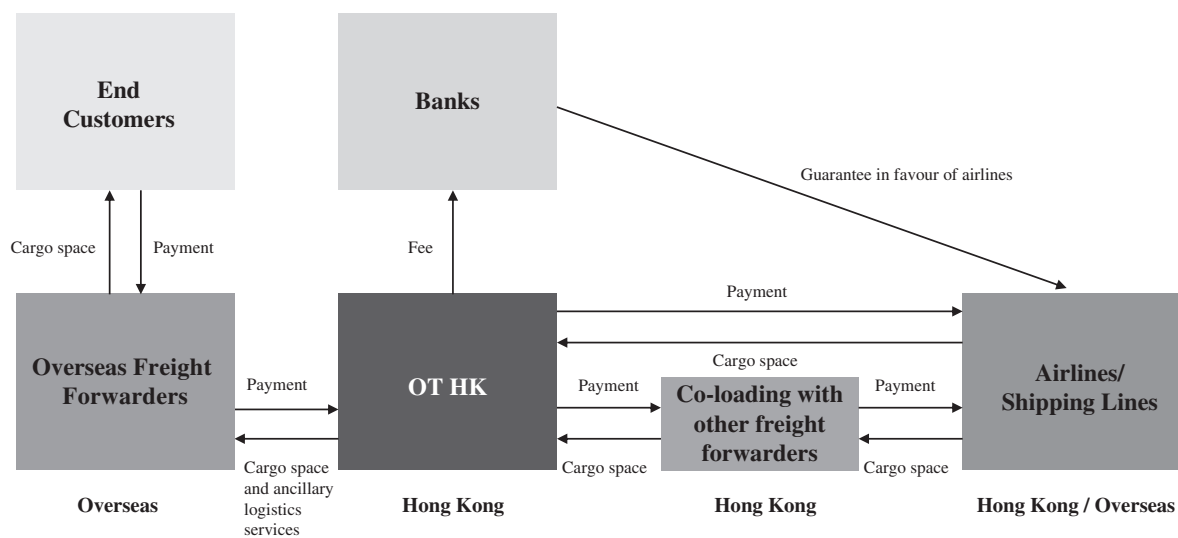 End
Customers
Banks
Guarantee in favour of airlines
Cargo space
Payment
Fee
Payment
Overseas Freight
Forwarders
Payment
OT HK
Cargo space
Payment
Co-loading with
other freight
forwarders
Payment
Airlines/
Shipping Lines
Cargo space
and ancillary
logistics
services
Cargo space
Cargo space
Overseas
Hong Kong
Hong Kong
Hong Kong / Overseas